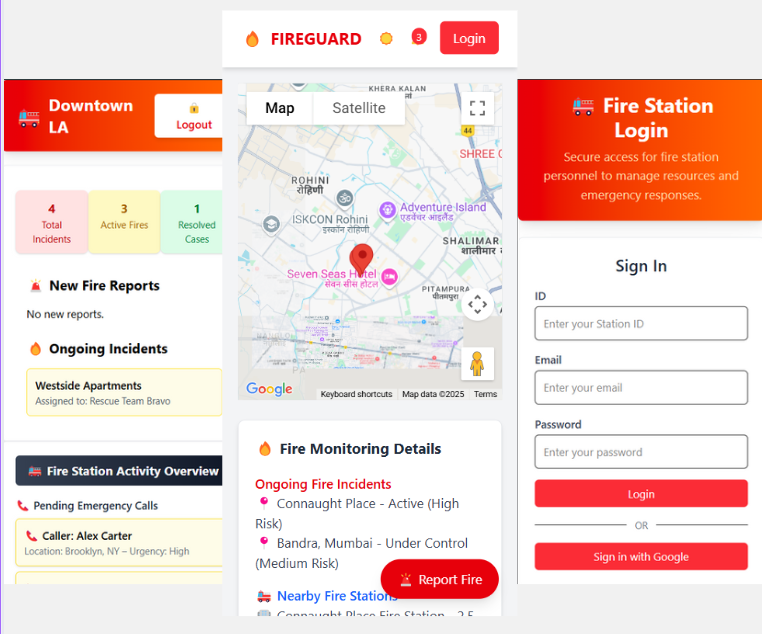 Downtown
LA
Logout
4
Total
Incidents
3
Active Fires
1
Resolved
Cases
New Fire Reports
No new reports.
Ongoing Incidents
Westside Apartments
Assigned to: Rescue Team Bravo
Fire Station Activity Overview
Pending Emergency Calls
Caller: Alex Carter
Location: Brooklyn, NY – Urgency: High
FIREGUARD
3
Login
Map
Satellite
KHERA KALAN
44
SHREE
ROHINI
रोहिणी
Adventure Island
एडवेंचर आइलैंड
ISKCON Rohini
इस्कॉन रोहिणी
SHALIMAR
शालीमार
Seven Seas Hotel
सेवन सीस होटल
PITAMPURA
पीतमपुरा
Google
Keyboard shortcuts
Map data ©2025
Terms
Fire Monitoring Details
Ongoing Fire Incidents
Connaught Place - Active (High
Risk)
Bandra, Mumbai - Under Control
(Medium Risk)
Report Fire
Nearby Fire Stations
Connaught Place Fire Station - 2.5
Fire Station
Login
Secure access for fire station
personnel to manage resources and
emergency responses.
Sign In
ID
Enter your Station ID
Email
Enter your email
Password
Enter your password
Login
OR
Sign in with Google